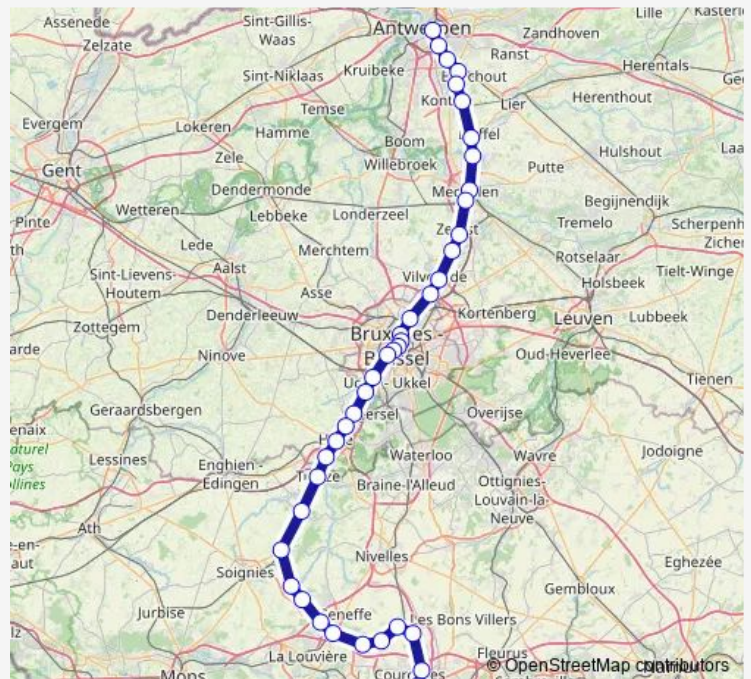 Assenede
Sint-Gillis-
Waas
Antwerpen
Lille
Kasterl
Zelzate
Zandhoven
Kruibeke
Ranst
Sint-Niklaas
Herentals
Temse
Lier
Herenthout
Evergem
Lokeren
Hamme
Boom
Zele
Willebroek
Putte
Hulshout
Gent
Dendermonde
Wetteren
Lebbeke
Londerzeel
Begijnendijk
Pinte
Tremelo
Scherpenh
Lede
Merchtem
Rotselaar
Zichem
Sint-Lievens-
Houtem
Aalst
Asse
Holsbeek
Tielt-Winge
Denderleeuw
Kortenberg
Zottegem
Leuven
Lubbeek
Ninove
Oud-Heverlee
Tienen
Geraardsbergen
Overijse
Lessines
Waterloo
Wavre
Jodoigne
Enghien -
Edingen
Braine-l'Alleud
Ottignies-
Louvain-la-
Neuve
Ath
Nivelles
Eghezée
Soignies
Gembloux
Jurbise
Les Bons Villers
La Louvière
Fleurus
Mons
© OpenStreetMap contributors